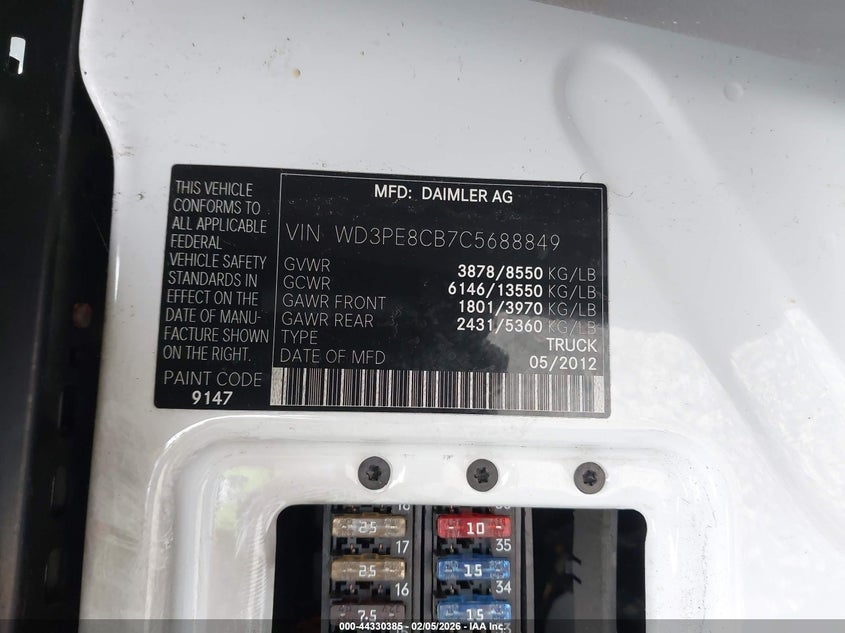 THIS VEHICLE
CONFORMS TO
ALL APPLICABLE
FEDERAL
VEHICLE SAFETY
STANDARDS IN
EFFECT ON THE
DATE OF MANU-
FACTURE SHOWN
ON THE RIGHT.
PAINT CODE
9147
MFD: DAIMLER AG
VIN WD3PE8CB7C5688849
GVWR 3878/8550 KG/LB
GCWR 6146/13550 KG/LB
GAWR FRONT 1801/3970 KG/LB
GAWR REAR 2431/5360 KG/LB
TYPE TRUCK
DATE OF MFD 05/2012
25 10
17 35
25 15
16 34
7.5 15
000-44330385 - 02/05/2026 - IAA Inc.